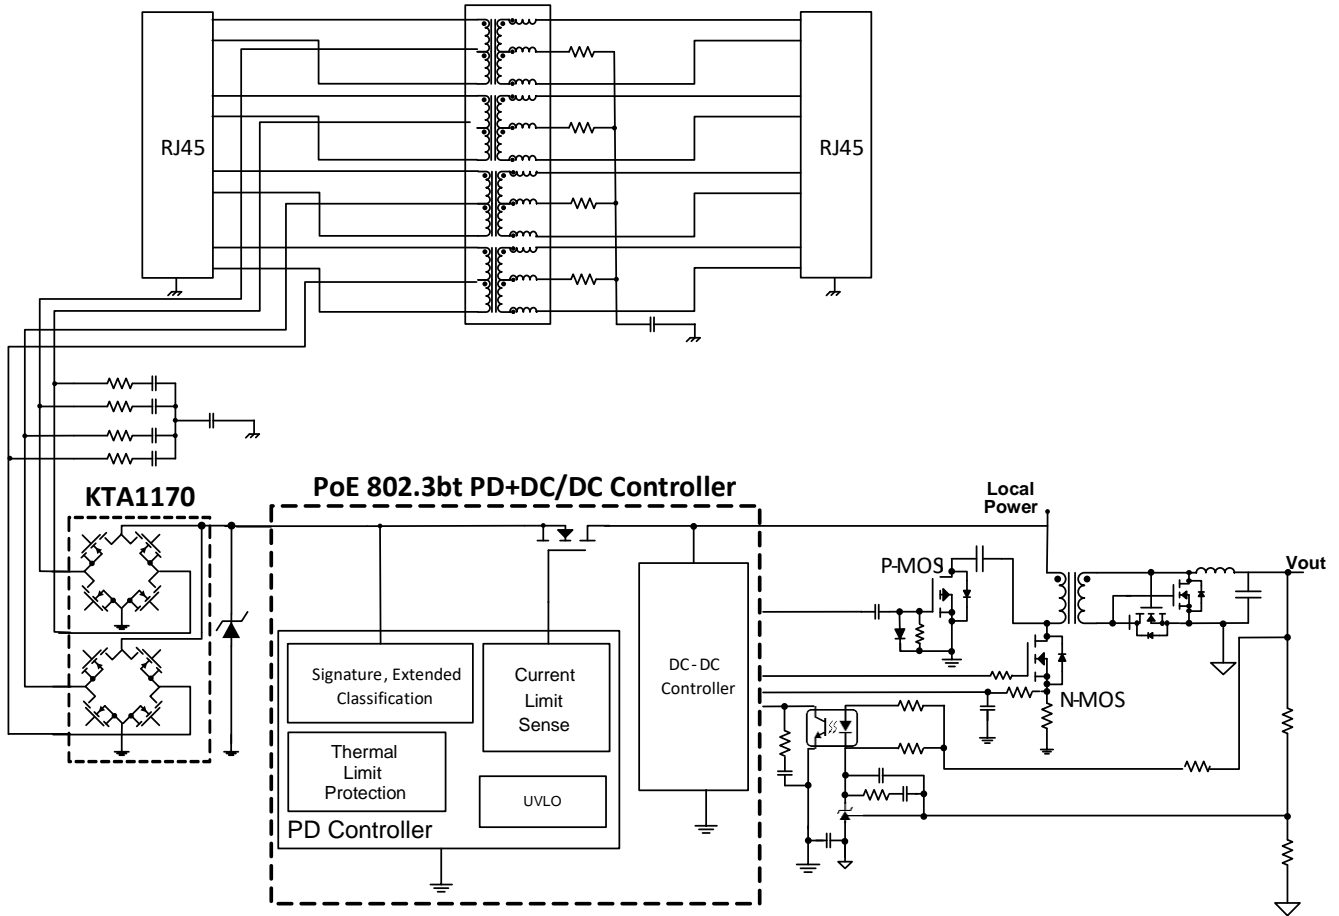 RJ45
RJ45
KTA1170
PoE 802.3bt PD+DC/DC Controller
Local
Power
P-MOS
Vout
Signature, Extended
Classification
Current
Limit
Sense
DC-DC
Controller
N-MOS
Thermal
Limit
Protection
UVLO
PD Controller